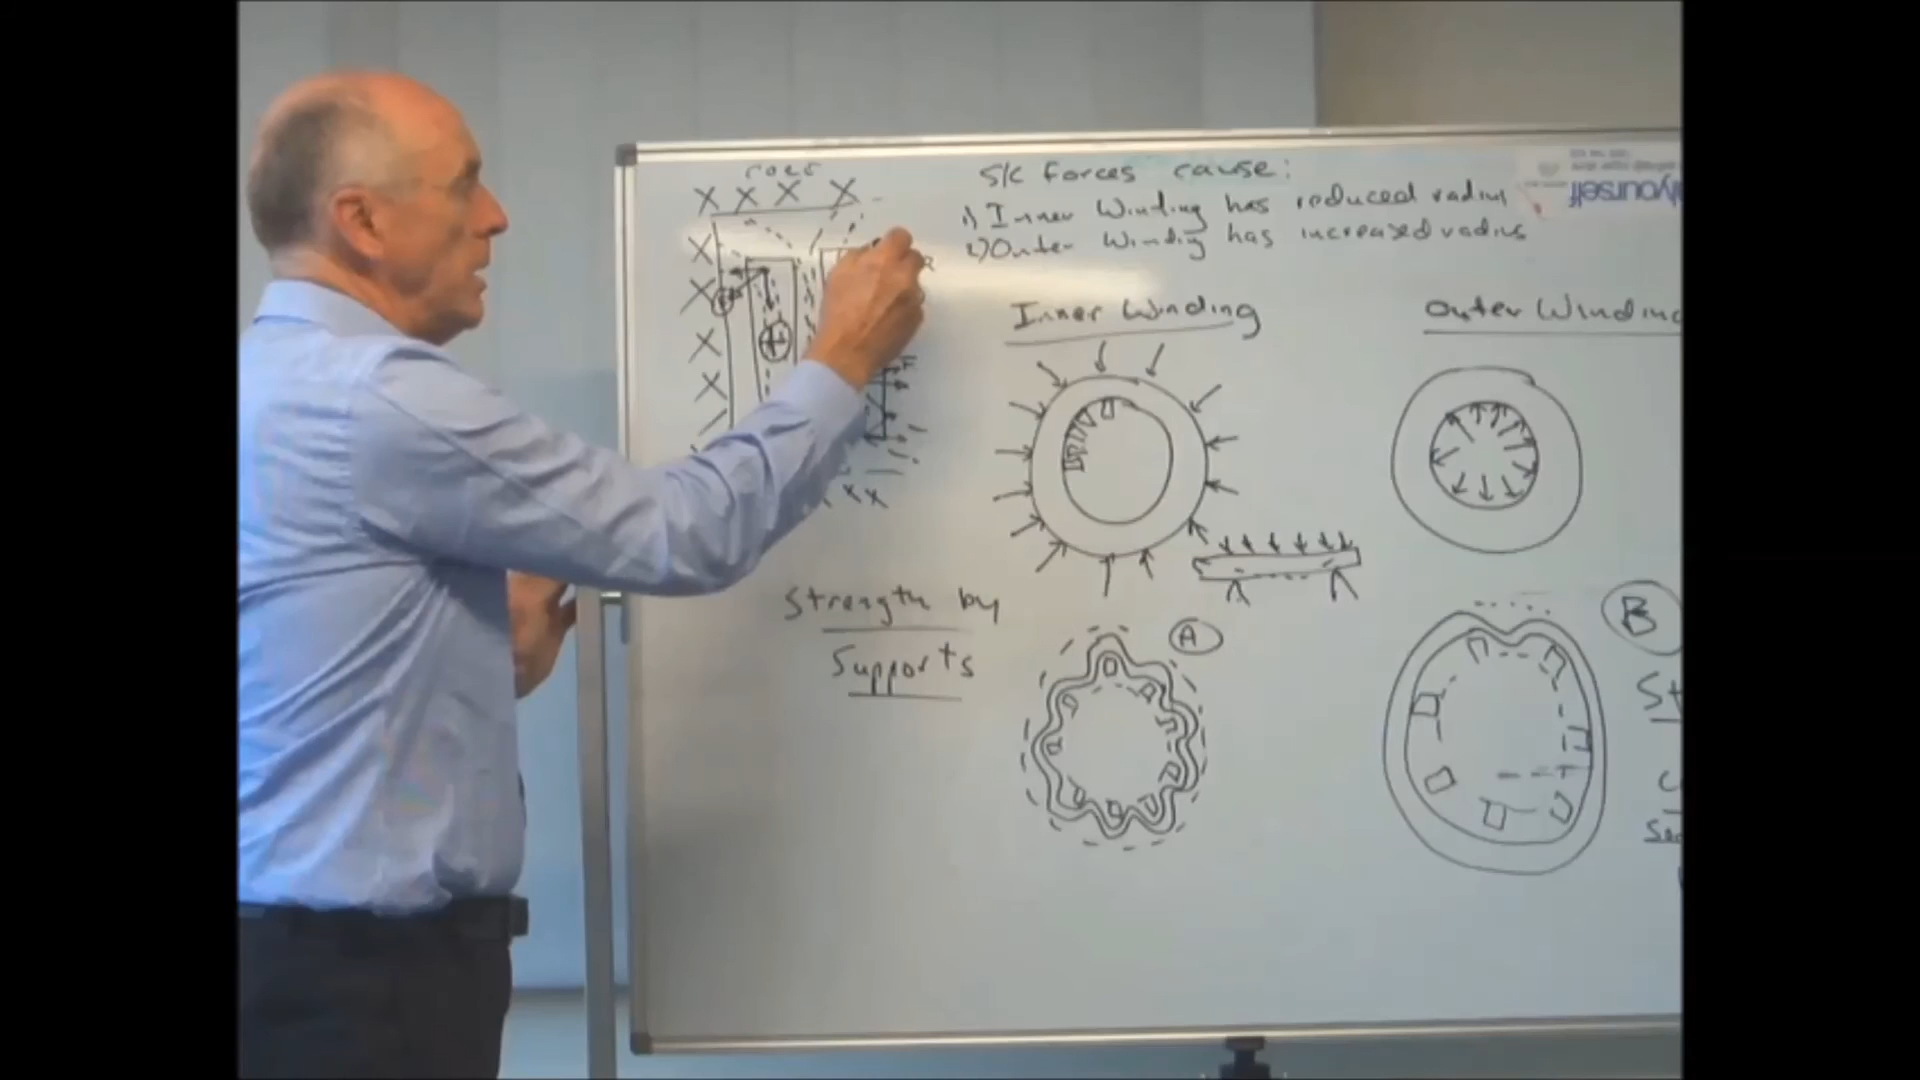 core
S/C Forces cause:
1) Inner Winding has reduced radius
2) Outer Windig has increased radius
F
Inner Winding
Outer Winding
Strength by
Supports
A
B